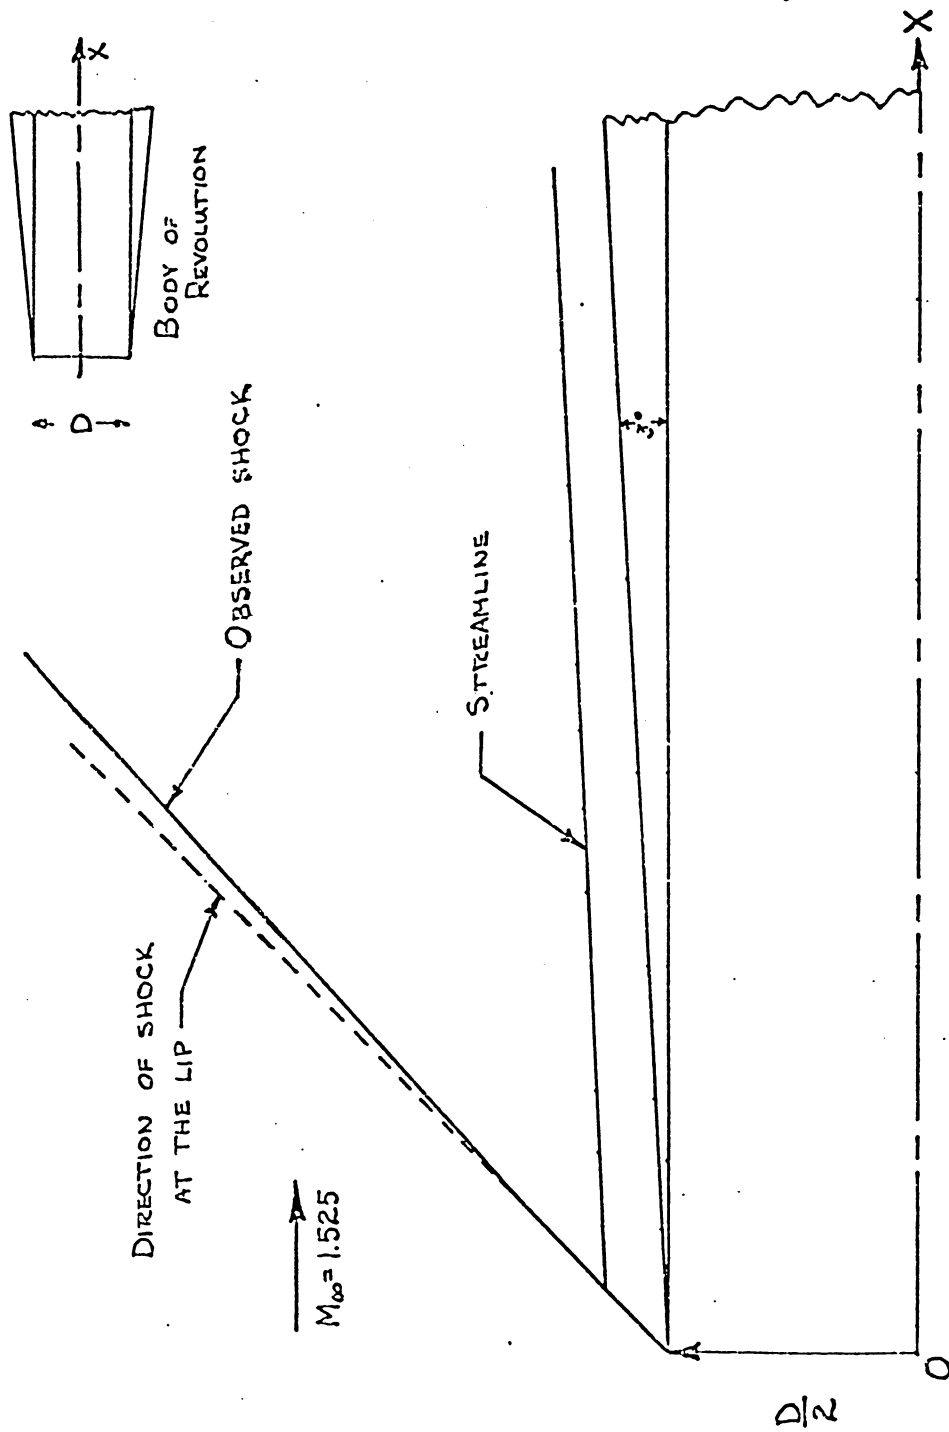 X
BODY OF
REVOLUTION
D
OBSERVED SHOCK
DIRECTION OF SHOCK
AT THE LIP
M∞ = 1.525
STREAMLINE
D/2
O
X